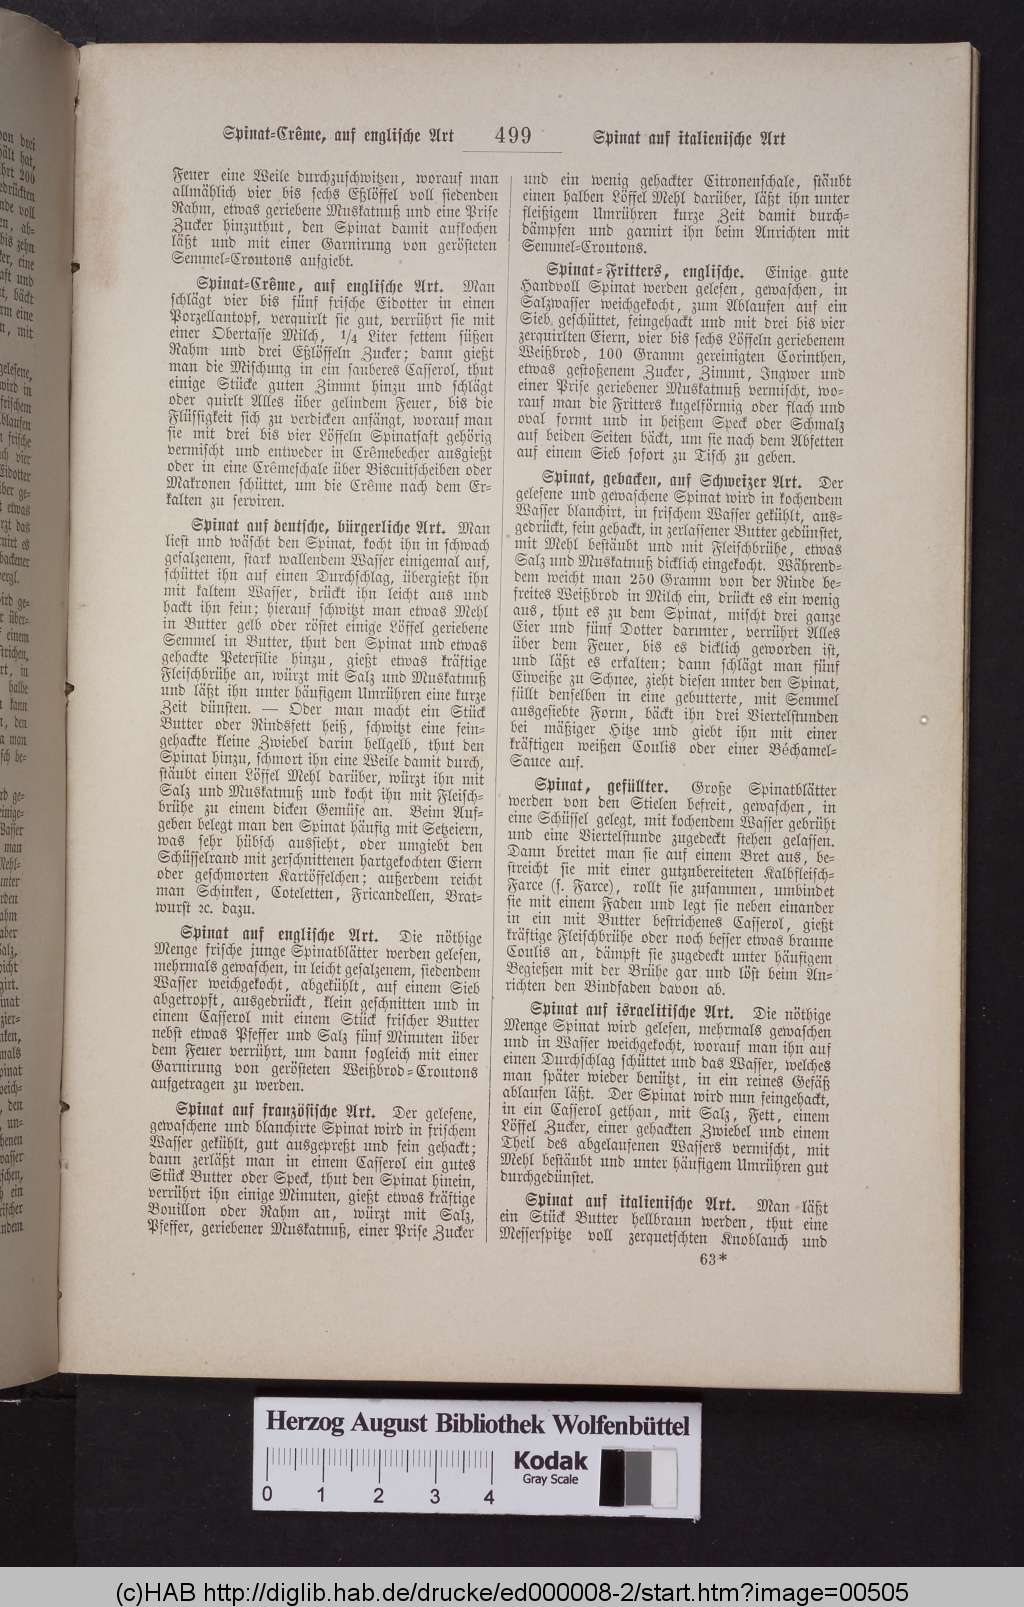 Spinat-Crême, auf englische Art 499 Spinat auf italienische Art
Feuer eine Weile durchzuschwitzen, worauf man
allmählich vier bis sechs Eßlöffel voll siedenden
Rahm, etwas geriebene Muskatnuß und eine Prise
Zucker hinzuthut, den Spinat damit aufkochen
läßt und mit einer Garnirung von gerösteten
Semmel-Croutons aufgiebt.
Spinat-Crême, auf englische Art. Man
schlägt vier bis fünf frische Eidotter in einen
Porzellantopf, verquirlt sie gut, verrührt sie mit
einer Obertasse Milch, 1/4 Liter fettem süßen
Rahm und drei Eßlöffeln Zucker; dann gießt
man die Mischung in ein sauberes Casserol, thut
einige Stücke guten Zimmt hinzu und schlägt
oder quirlt Alles über gelindem Feuer, bis die
Flüssigkeit sich zu verdicken anfängt, worauf man
sie mit drei bis vier Löffeln Spinatsaft gehörig
vermischt und entweder in Crêmebecher ausgießt
oder in eine Crêmeschale über Biscuitscheiben oder
Makronen schüttet, um die Crême nach dem Er-
kalten zu serviren.
Spinat auf deutsche, bürgerliche Art. Man
liest und wäscht den Spinat, kocht ihn in schwach
gesalzenem, stark wallendem Wasser einigemal auf,
schüttet ihn auf einen Durchschlag, übergießt ihn
mit kaltem Wasser, drückt ihn leicht aus und
hackt ihn fein; hierauf schwitzt man etwas Mehl
in Butter gelb oder röstet einige Löffel geriebene
Semmel in Butter, thut den Spinat und etwas
gehackte Petersilie hinzu, gießt etwas kräftige
Fleischbrühe an, würzt mit Salz und Muskatnuß
und läßt ihn unter häufigem Umrühren eine kurze
Zeit dünsten. — Oder man macht ein Stück
Butter oder Rindsfett heiß, schwitzt eine fein-
gehackte kleine Zwiebel darin hellgelb, thut den
Spinat hinzu, schmort ihn eine Weile damit durch,
stäubt einen Löffel Mehl darüber, würzt ihn mit
Salz und Muskatnuß und kocht ihn mit Fleisch-
brühe zu einem dicken Gemüse an. Beim Auf-
geben belegt man den Spinat häufig mit Setzeiern,
was sehr hübsch aussieht, oder umgiebt den
Schüsselrand mit zerschnittenen hartgekochten Eiern
oder geschmorten Kartöffelchen; außerdem reicht
man Schinken, Coteletten, Fricandellen, Brat-
wurst ꝛc. dazu.
Spinat auf englische Art. Die nöthige
Menge frische junge Spinatblätter werden gelesen,
mehrmals gewaschen, in leicht gesalzenem, siedendem
Wasser weichgekocht, abgekühlt, auf einem Sieb
abgetropft, ausgedrückt, klein geschnitten und in
einem Casserol mit einem Stück frischer Butter
nebst etwas Pfeffer und Salz fünf Minuten über
dem Feuer verrührt, um dann sogleich mit einer
Garnirung von gerösteten Weißbrod-Croutons
aufgetragen zu werden.
Spinat auf französische Art. Der gelesene,
gewaschene und blanchirte Spinat wird in frischem
Wasser gekühlt, gut ausgepreßt und fein gehackt;
dann zerläßt man in einem Casserol ein gutes
Stück Butter oder Speck, thut den Spinat hinein,
verrührt ihn einige Minuten, gießt etwas kräftige
Bouillon oder Rahm an, würzt mit Salz,
Pfeffer, geriebener Muskatnuß, einer Prise Zucker
und ein wenig gehackter Citronenschale, stäubt
einen halben Löffel Mehl darüber, läßt ihn unter
fleißigem Umrühren kurze Zeit damit durch-
dämpfen und garnirt ihn beim Anrichten mit
Semmel-Croutons.
Spinat-Fritters, englische. Einige gute
Handvoll Spinat werden gelesen, gewaschen, in
Salzwasser weichgekocht, zum Ablaufen auf ein
Sieb geschüttet, feingehackt und mit drei bis vier
zerquirlten Eiern, vier bis sechs Löffeln geriebenem
Weißbrod, 100 Gramm gereinigten Corinthen,
etwas gestoßenem Zucker, Zimmt, Ingwer und
einer Prise geriebener Muskatnuß vermischt, wo-
rauf man die Fritters kugelförmig oder flach und
oval formt und in heißem Speck oder Schmalz
auf beiden Seiten bäckt, um sie nach dem Abfetten
auf einem Sieb sofort zu Tisch zu geben.
Spinat, gebacken, auf Schweizer Art. Der
gelesene und gewaschene Spinat wird in kochendem
Wasser blanchirt, in frischem Wasser gekühlt, aus-
gedrückt, fein gehackt, in zerlassener Butter gedünstet,
mit Mehl bestäubt und mit Fleischbrühe, etwas
Salz und Muskatnuß dicklich eingekocht. Während-
dem weicht man 250 Gramm von der Rinde be-
freites Weißbrod in Milch ein, drückt es ein wenig
aus, thut es zu dem Spinat, mischt drei ganze
Eier und fünf Dotter darunter, verrührt Alles
über dem Feuer, bis es dicklich geworden ist,
und läßt es erkalten; dann schlägt man fünf
Eiweiße zu Schnee, zieht diesen unter den Spinat,
füllt denselben in eine gebutterte, mit Semmel
ausgesiebte Form, bäckt ihn drei Viertelstunden
bei mäßiger Hitze und giebt ihn mit einer
kräftigen weißen Coulis oder einer Béchamel-
Sauce auf.
Spinat, gefüllter. Große Spinatblätter
werden von den Stielen befreit, gewaschen, in
eine Schüssel gelegt, mit kochendem Wasser gebrüht
und eine Viertelstunde zugedeckt stehen gelassen.
Dann breitet man sie auf einem Bret aus, be-
streicht sie mit einer gutzubereiteten Kalbfleisch-
Farce (s. Farce), rollt sie zusammen, umbindet
sie mit einem Faden und legt sie neben einander
in ein mit Butter bestrichenes Casserol, gießt
kräftige Fleischbrühe oder noch besser etwas braune
Coulis an, dämpft sie zugedeckt unter häufigem
Begießen mit der Brühe gar und löst beim An-
richten den Bindfaden davon ab.
Spinat auf israelitische Art. Die nöthige
Menge Spinat wird gelesen, mehrmals gewaschen
und in Wasser weichgekocht, worauf man ihn auf
einen Durchschlag schüttet und das Wasser, welches
man später wieder benützt, in ein reines Gefäß
ablaufen läßt. Der Spinat wird nun feingehackt,
in ein Casserol gethan, mit Salz, Fett, einem
Löffel Zucker, einer gehackten Zwiebel und einem
Theil des abgelaufenen Wassers vermischt, mit
Mehl bestäubt und unter häufigem Umrühren gut
durchgedünstet.
Spinat auf italienische Art. Man läßt
ein Stück Butter hellbraun werden, thut eine
Messerspitze voll zerquetschten Knoblauch und
63*
Herzog August Bibliothek Wolfenbüttel
Kodak
Gray Scale
0 1 2 3 4
(c)HAB http://diglib.hab.de/drucke/ed000008-2/start.htm?image=00505